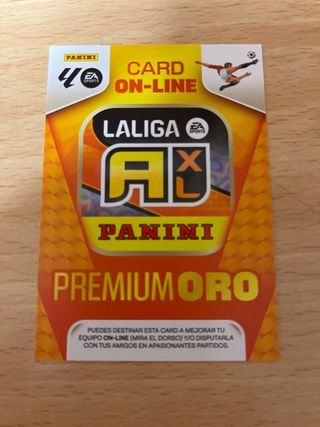 PANINI
EA
SPORTS
CARD
ON-LINE
LALIGA EA
SPORTS
A XL
PANINI
PREMIUM ORO
PUEDES DESTINAR ESTA CARD A MEJORAR TU
EQUIPO ON-LINE (MIRA EL DORSO) Y/O DISPUTARLA
CON TUS AMIGOS EN APASIONANTES PARTIDOS.